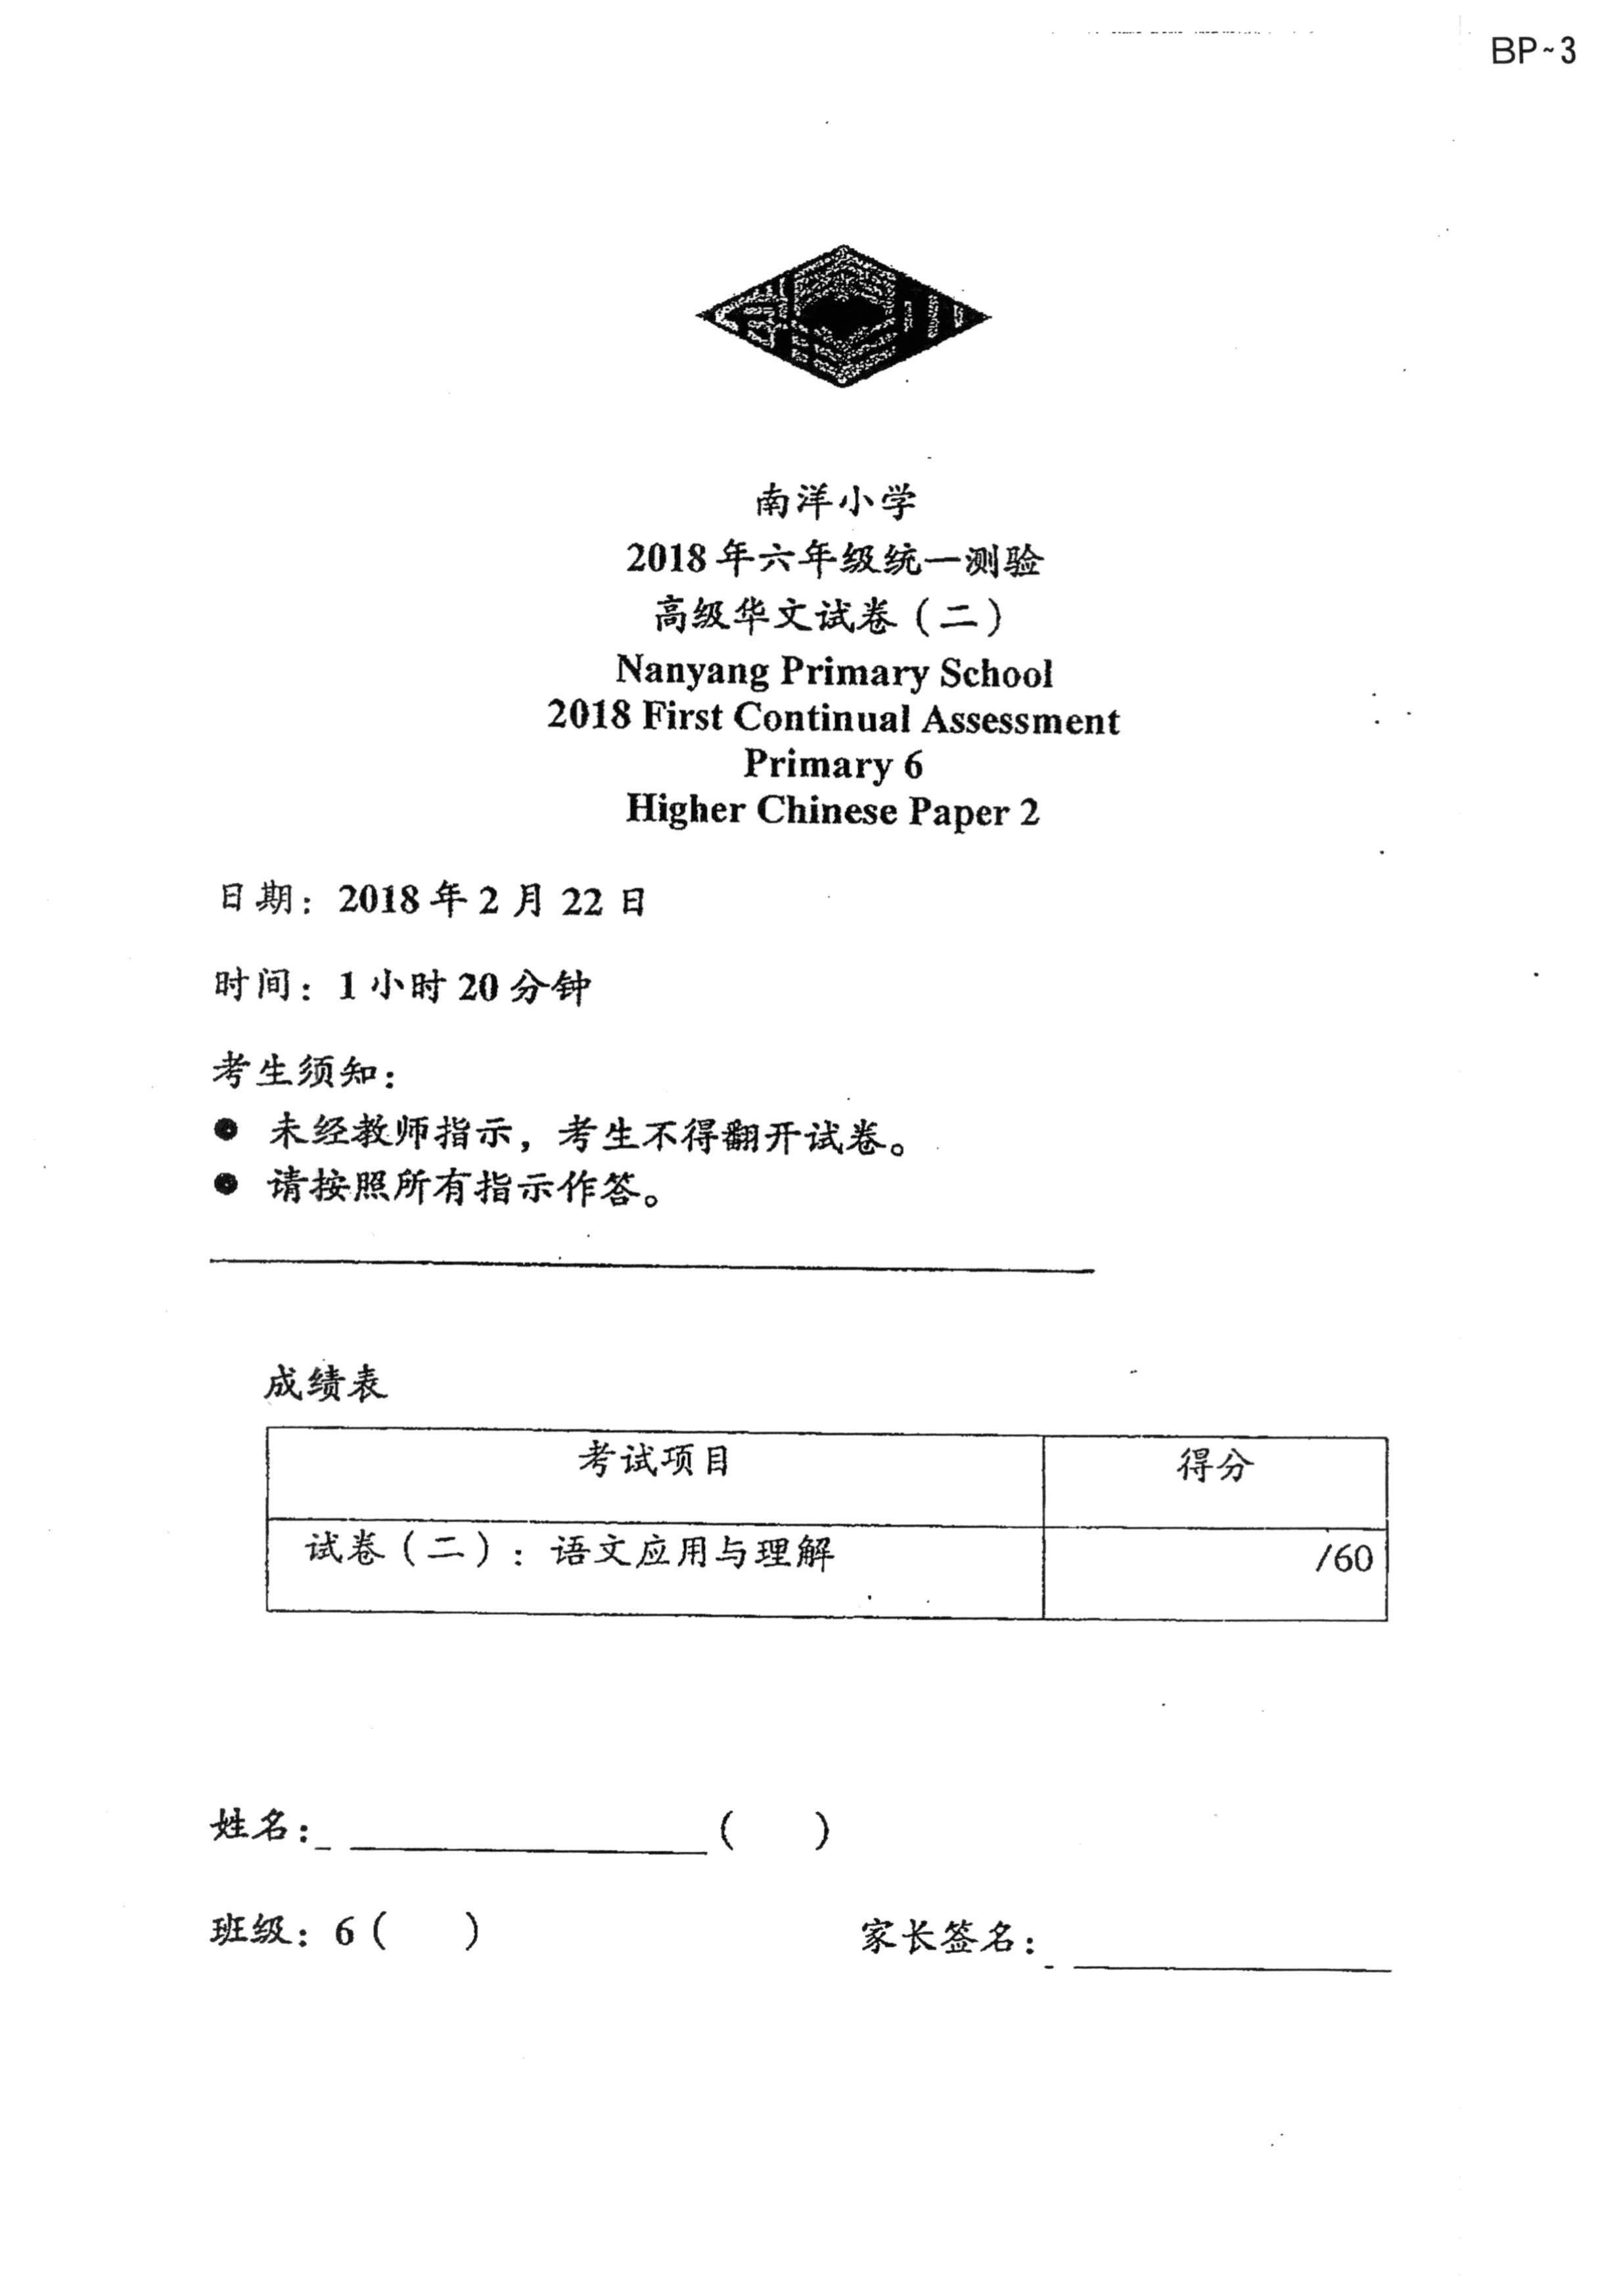 BP~3
南洋小学
2018年六年级统一测验
高级华文试卷（二）
Nanyang Primary School
2018 First Continual Assessment
Primary 6
Higher Chinese Paper 2
日期：2018年2月22日
时间：1小时20分钟
考生须知：
● 未经教师指示，考生不得翻开试卷。
● 请按照所有指示作答。
成绩表
考试项目 得分
试卷（二）：语文应用与理解 /60
姓名：_ ____________ ( )
班级：6 ( ) 家长签名：_ ____________